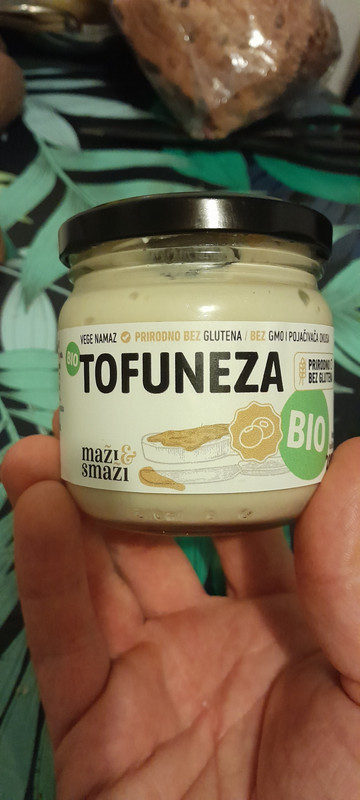 VEGE NAMAZ PRIRODNO BEZ GLUTENA / BEZ GMO I POJAČIVAČA OKUSA
BIO TOFUNEZA
PRIRODNO
BEZ GLUTENA
BIO
maži &
smaži